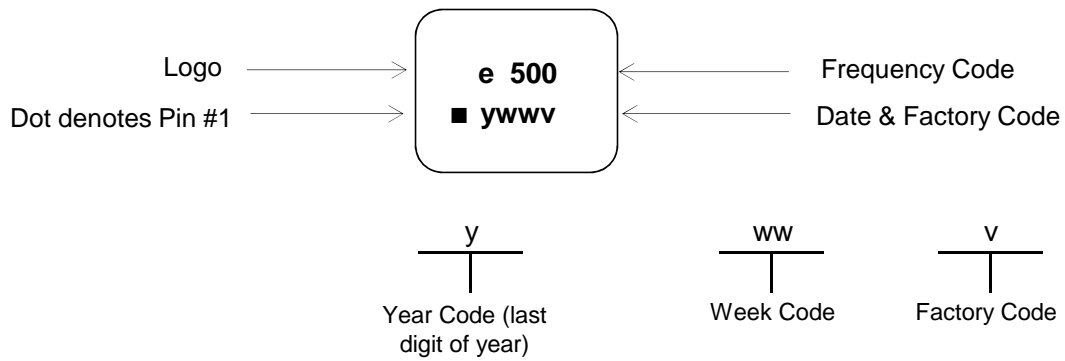 Logo
Dot denotes Pin #1
e 500
■ ywwv
Frequency Code
Date & Factory Code
y
Year Code (last
digit of year)
ww
Week Code
v
Factory Code